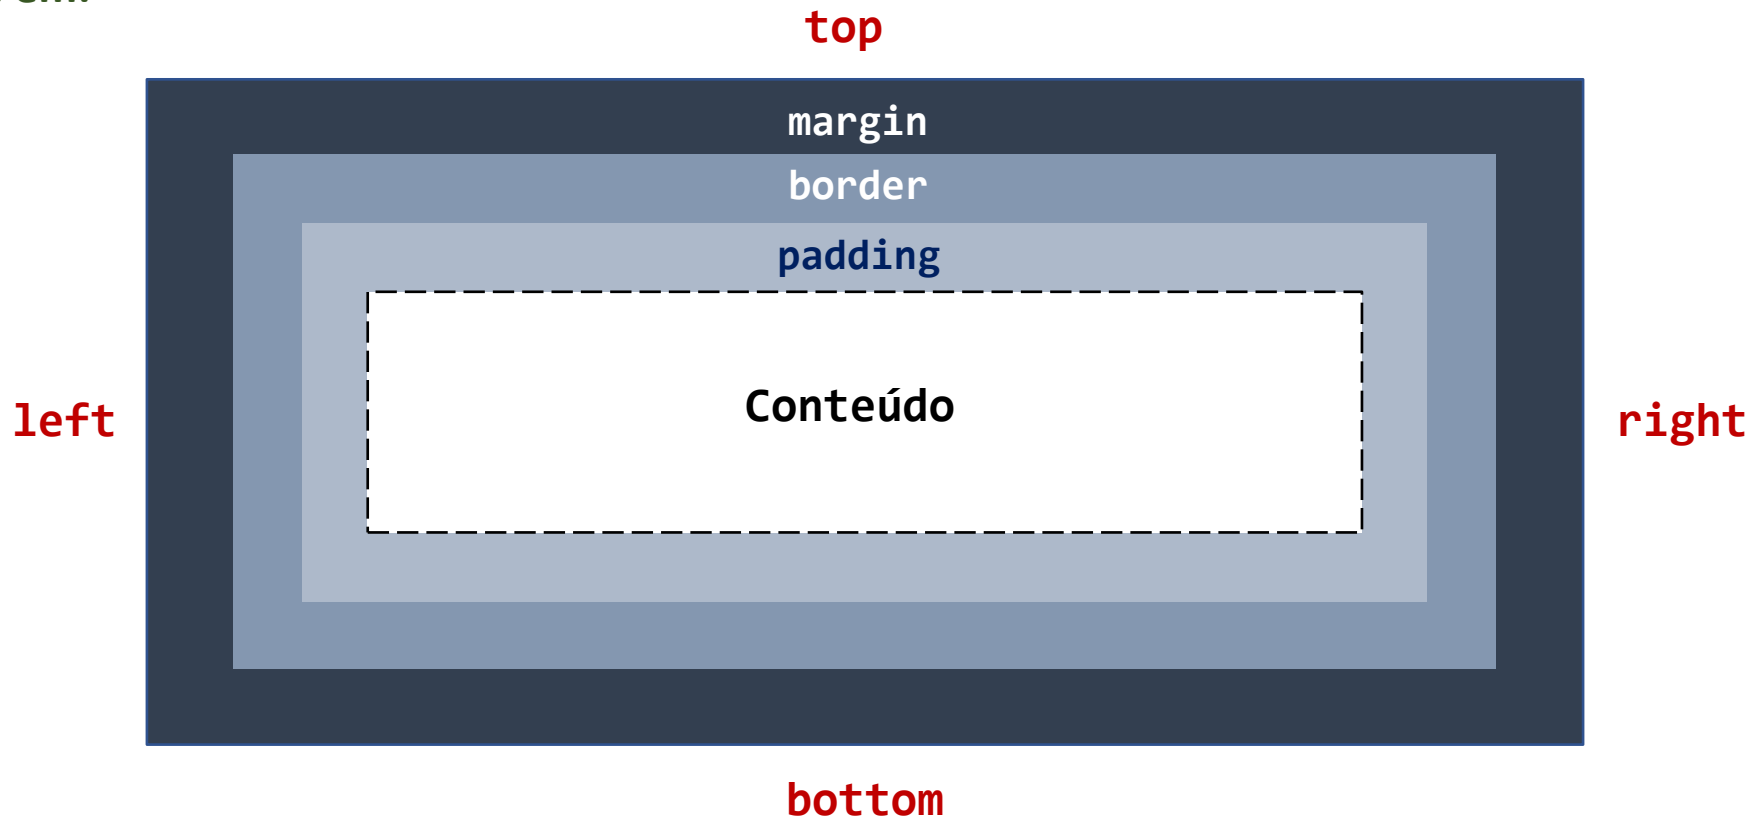 top
margin
border
padding
Conteúdo
left
right
bottom